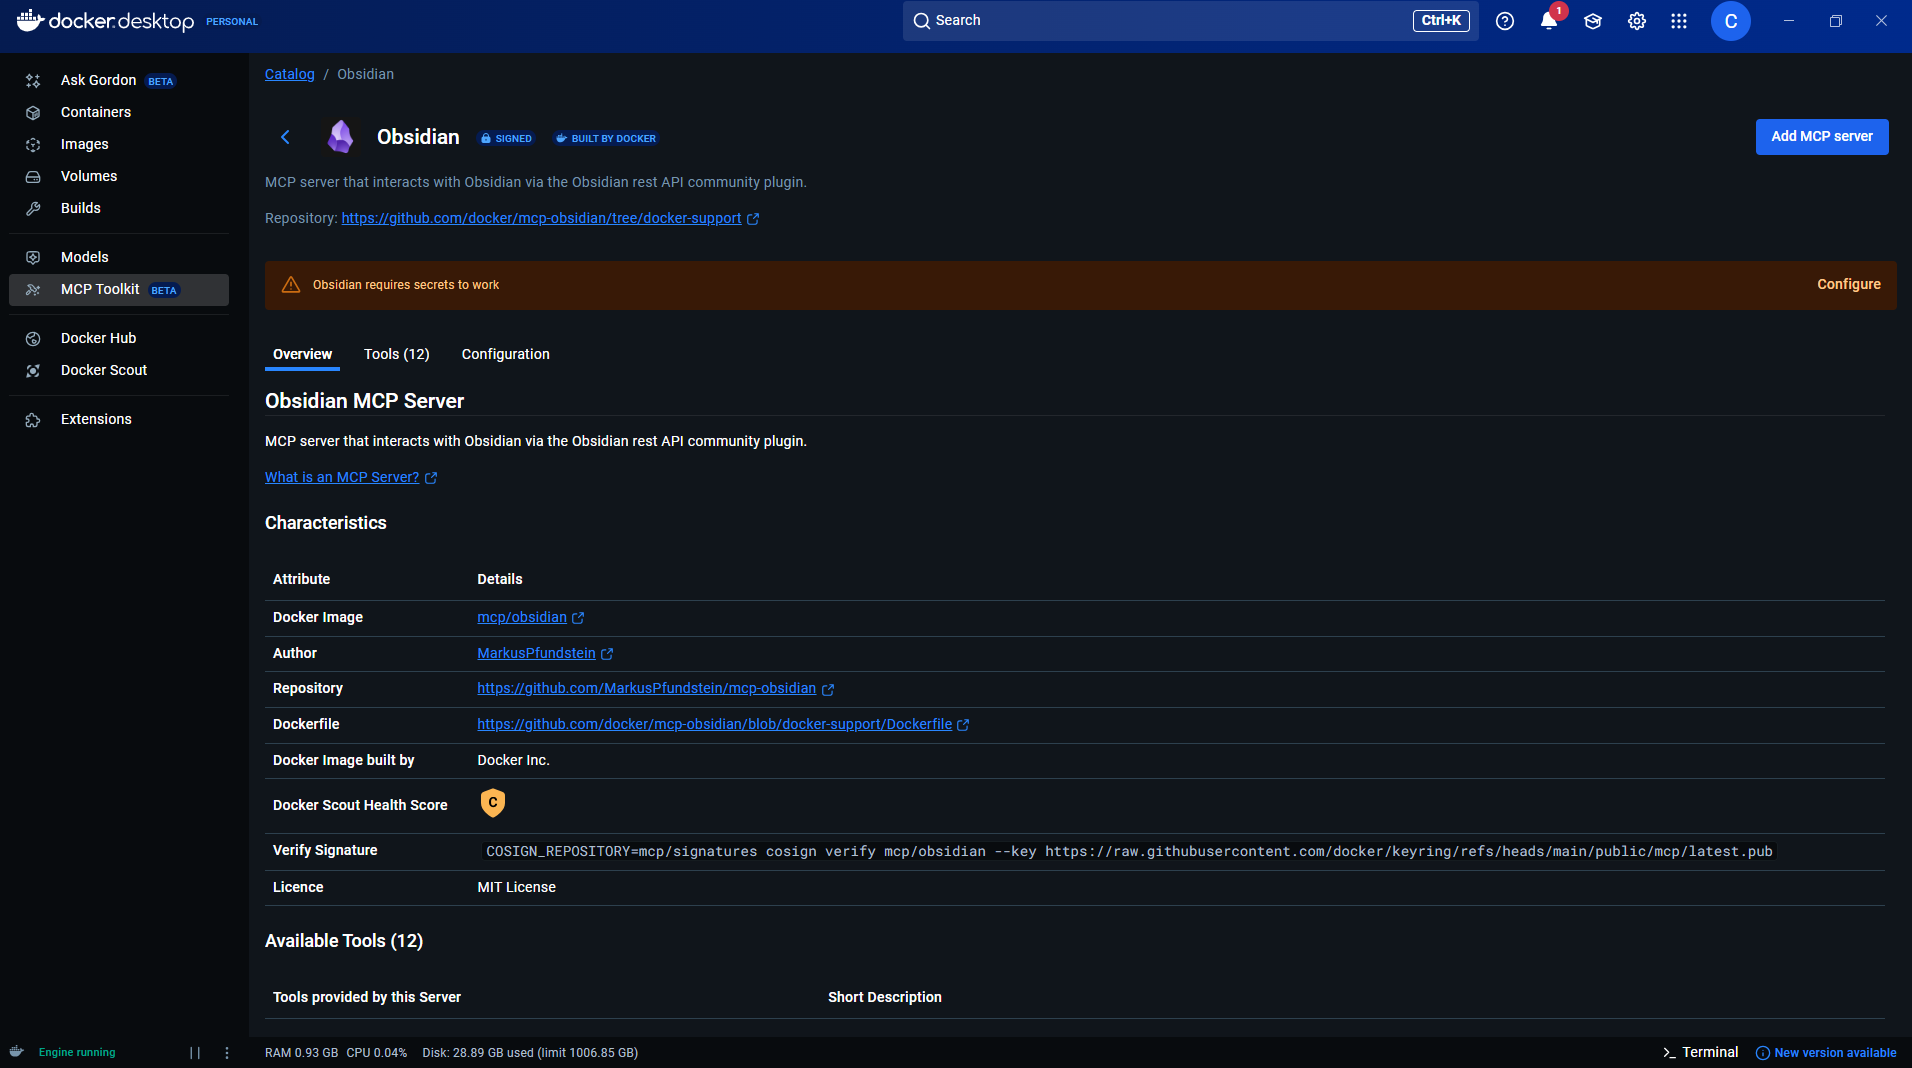 docker.desktop PERSONAL
Search
Ctrl+K
1
C
Ask Gordon BETA
Containers
Images
Volumes
Builds
Models
MCP Toolkit BETA
Docker Hub
Docker Scout
Extensions
Catalog / Obsidian
Obsidian SIGNED BUILT BY DOCKER
Add MCP server
MCP server that interacts with Obsidian via the Obsidian rest API community plugin.
Repository: https://github.com/docker/mcp-obsidian/tree/docker-support
Obsidian requires secrets to work
Configure
Overview Tools (12) Configuration
Obsidian MCP Server
MCP server that interacts with Obsidian via the Obsidian rest API community plugin.
What is an MCP Server?
Characteristics
Attribute Details
Docker Image mcp/obsidian
Author MarkusPfundstein
Repository https://github.com/MarkusPfundstein/mcp-obsidian
Dockerfile https://github.com/docker/mcp-obsidian/blob/docker-support/Dockerfile
Docker Image built by Docker Inc.
Docker Scout Health Score C
Verify Signature COSIGN_REPOSITORY=mcp/signatures cosign verify mcp/obsidian --key https://raw.githubusercontent.com/docker/keyring/refs/heads/main/public/mcp/latest.pub
Licence MIT License
Available Tools (12)
Tools provided by this Server Short Description
Engine running
RAM 0.93 GB CPU 0.04% Disk: 28.89 GB used (limit 1006.85 GB)
Terminal
New version available